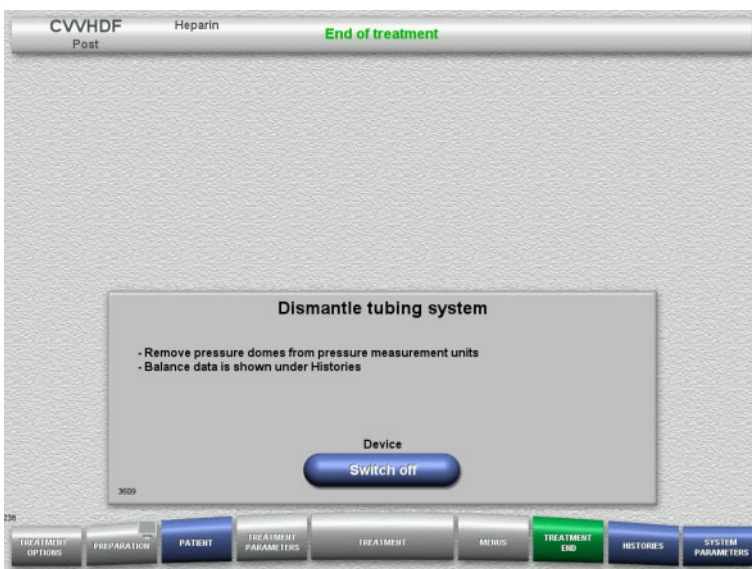 CVVHDF
Post
Heparin
End of treatment
Dismantle tubing system
- Remove pressure domes from pressure measurement units
- Balance data is shown under Histories
Device
Switch off
3609
238
TREATMENT
OPTIONS
PREPARATION
PATIENT
TREATMENT
PARAMETERS
TREATMENT
MENUS
TREATMENT
END
HISTORIES
SYSTEM
PARAMETERS